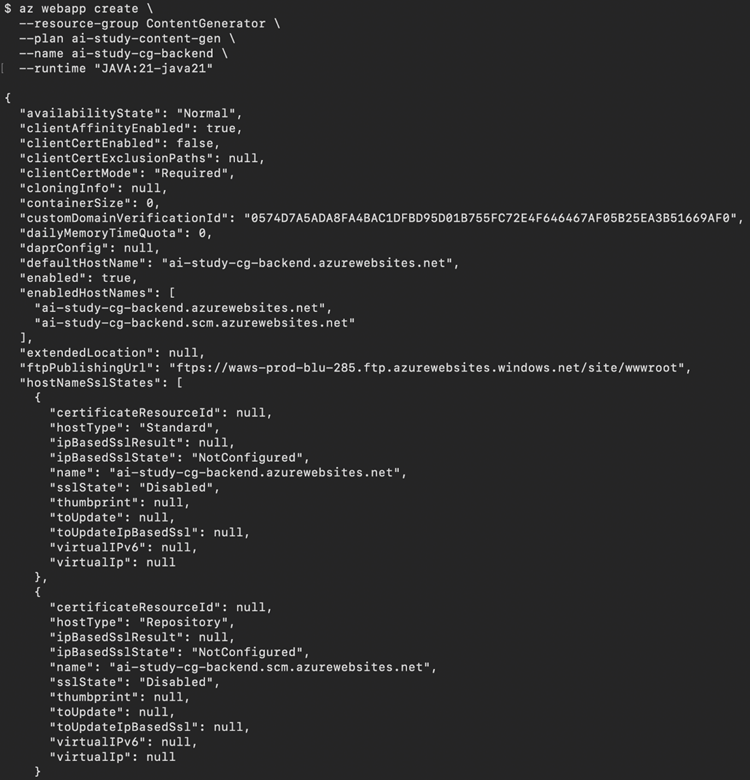 $ az webapp create \
--resource-group ContentGenerator \
--plan ai-study-content-gen \
--name ai-study-cg-backend \
[ --runtime "JAVA:21-java21"
{
"availabilityState": "Normal",
"clientAffinityEnabled": true,
"clientCertEnabled": false,
"clientCertExclusionPaths": null,
"clientCertMode": "Required",
"cloningInfo": null,
"containerSize": 0,
"customDomainVerificationId": "0574D7A5ADA8FA4BAC1DFBD95D01B755FC72E4F646467AF05B25EA3B51669AF0",
"dailyMemoryTimeQuota": 0,
"daprConfig": null,
"defaultHostName": "ai-study-cg-backend.azurewebsites.net",
"enabled": true,
"enabledHostNames": [
"ai-study-cg-backend.azurewebsites.net",
"ai-study-cg-backend.scm.azurewebsites.net"
],
"extendedLocation": null,
"ftpPublishingUrl": "ftps://waws-prod-blu-285.ftp.azurewebsites.windows.net/site/wwwroot",
"hostNameSslStates": [
{
"certificateResourceId": null,
"hostType": "Standard",
"ipBasedSslResult": null,
"ipBasedSslState": "NotConfigured",
"name": "ai-study-cg-backend.azurewebsites.net",
"sslState": "Disabled",
"thumbprint": null,
"toUpdate": null,
"toUpdateIpBasedSsl": null,
"virtualIPv6": null,
"virtualIp": null
},
{
"certificateResourceId": null,
"hostType": "Repository",
"ipBasedSslResult": null,
"ipBasedSslState": "NotConfigured",
"name": "ai-study-cg-backend.scm.azurewebsites.net",
"sslState": "Disabled",
"thumbprint": null,
"toUpdate": null,
"toUpdateIpBasedSsl": null,
"virtualIPv6": null,
"virtualIp": null
}